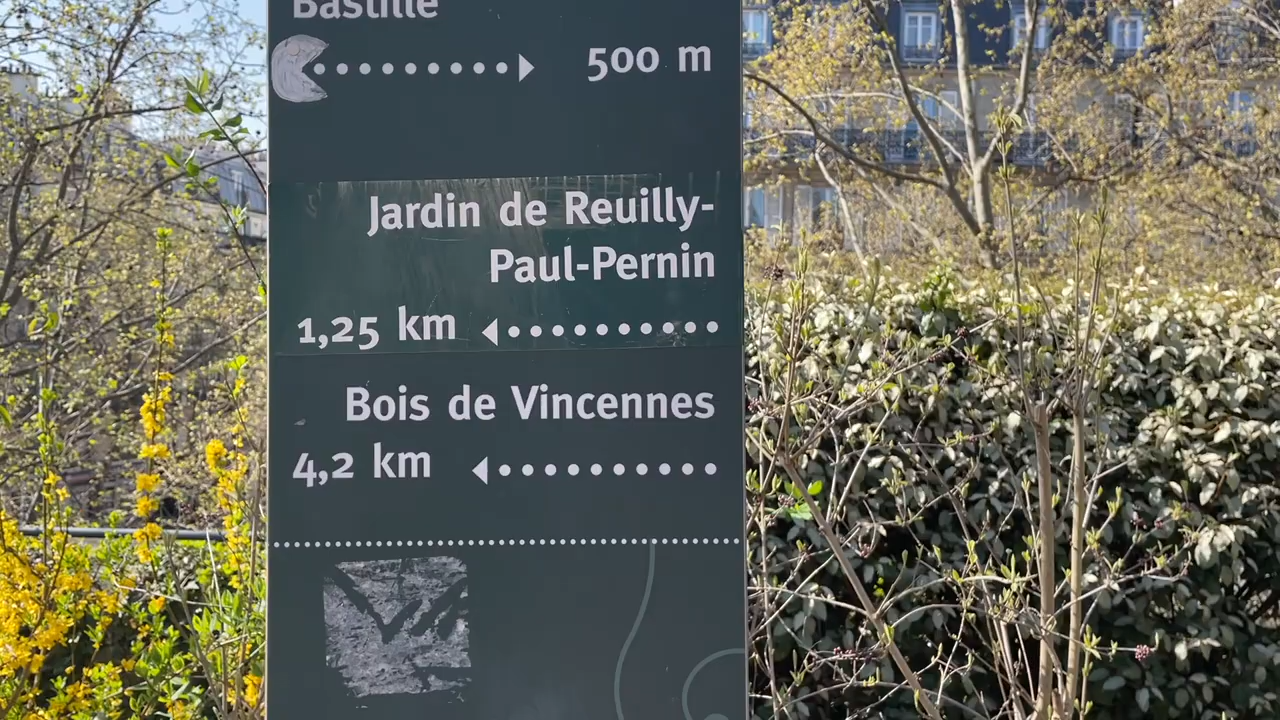 Bastille
500 m
Jardin de Reuilly-
Paul-Pernin
1,25 km
Bois de Vincennes
4,2 km